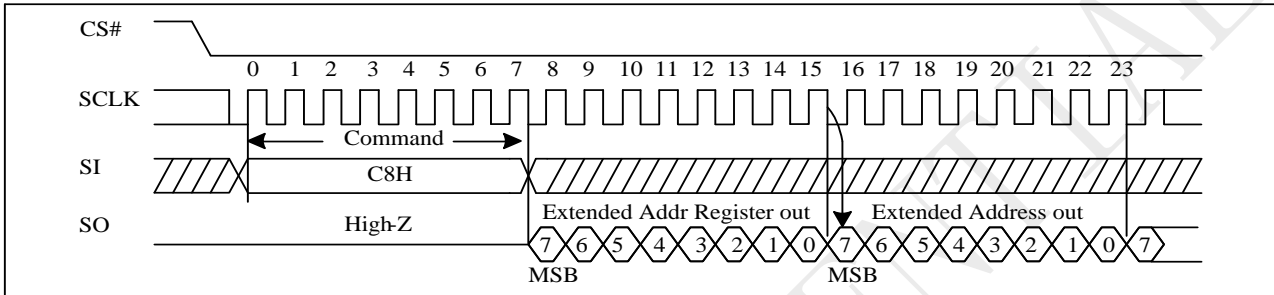 CS#
0 1 2 3 4 5 6 7 8 9 10 11 12 13 14 15 16 17 18 19 20 21 22 23
SCLK
Command
SI
C8H
Extended Addr Register out Extended Address out
SO
High-Z
7 6 5 4 3 2 1 0 7 6 5 4 3 2 1 0 7
MSB MSB